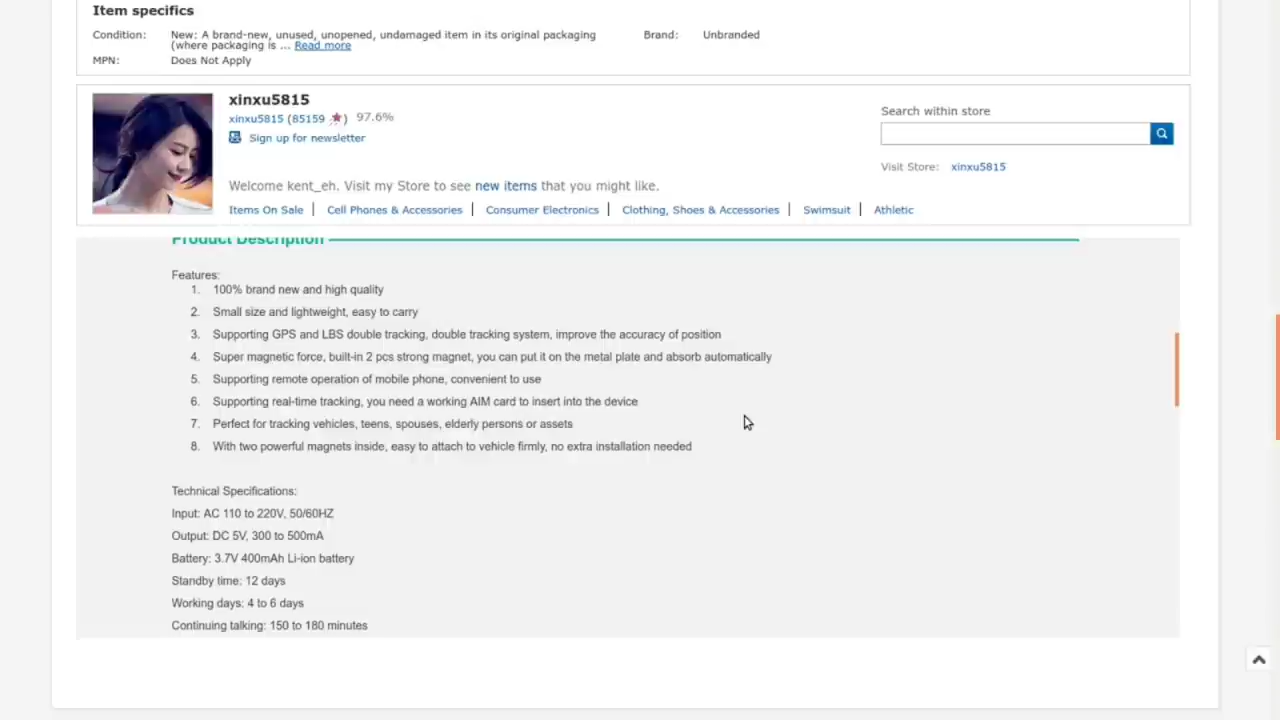 Item specifics
Condition: New: A brand-new, unused, unopened, undamaged item in its original packaging Brand: Unbranded
(where packaging is ... Read more
MPN: Does Not Apply
xinxu5815
xinxu5815 (85159 ) 97.6%
Sign up for newsletter
Search within store
Visit Store: xinxu5815
Welcome kent_eh. Visit my Store to see new items that you might like.
Items On Sale | Cell Phones & Accessories | Consumer Electronics | Clothing, Shoes & Accessories | Swimsuit | Athletic
Product Description
Features:
1. 100% brand new and high quality
2. Small size and lightweight, easy to carry
3. Supporting GPS and LBS double tracking, double tracking system, improve the accuracy of position
4. Super magnetic force, built-in 2 pcs strong magnet, you can put it on the metal plate and absorb automatically
5. Supporting remote operation of mobile phone, convenient to use
6. Supporting real-time tracking, you need a working AIM card to insert into the device
7. Perfect for tracking vehicles, teens, spouses, elderly persons or assets
8. With two powerful magnets inside, easy to attach to vehicle firmly, no extra installation needed
Technical Specifications:
Input: AC 110 to 220V, 50/60HZ
Output: DC 5V, 300 to 500mA
Battery: 3.7V 400mAh Li-ion battery
Standby time: 12 days
Working days: 4 to 6 days
Continuing talking: 150 to 180 minutes